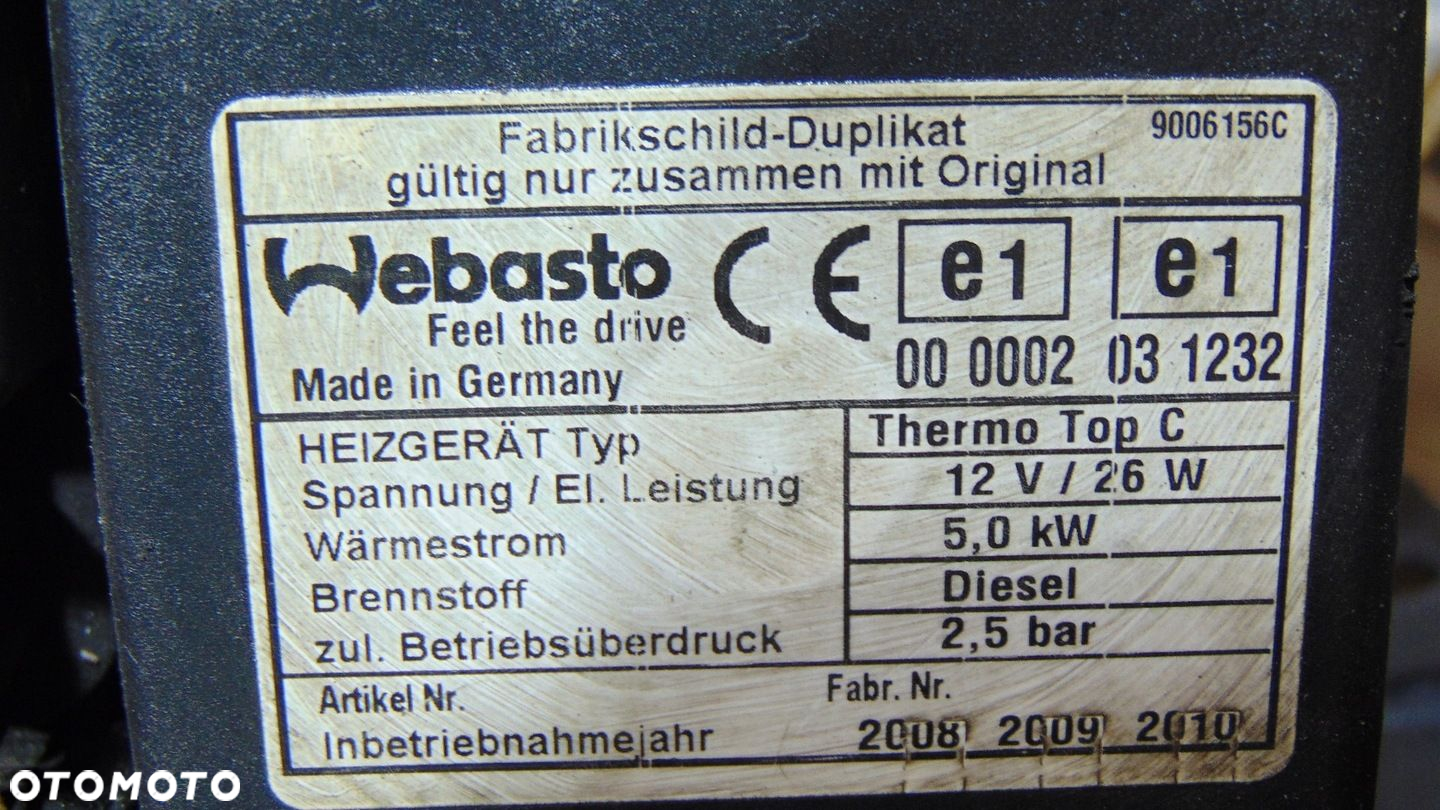 Fabrikschild-Duplikat 9006156C
gültig nur zusammen mit Original
Webasto CE e1 e1
Feel the drive
00 0002 03 1232
Made in Germany
HEIZGERÄT Typ Thermo Top C
Spannung / El. Leistung 12 V / 26 W
Wärmestrom 5,0 kW
Brennstoff Diesel
zul. Betriebsüberdruck 2,5 bar
Artikel Nr. Fabr. Nr.
Inbetriebnahmejahr 2008 2009 2010
OTOMOTO